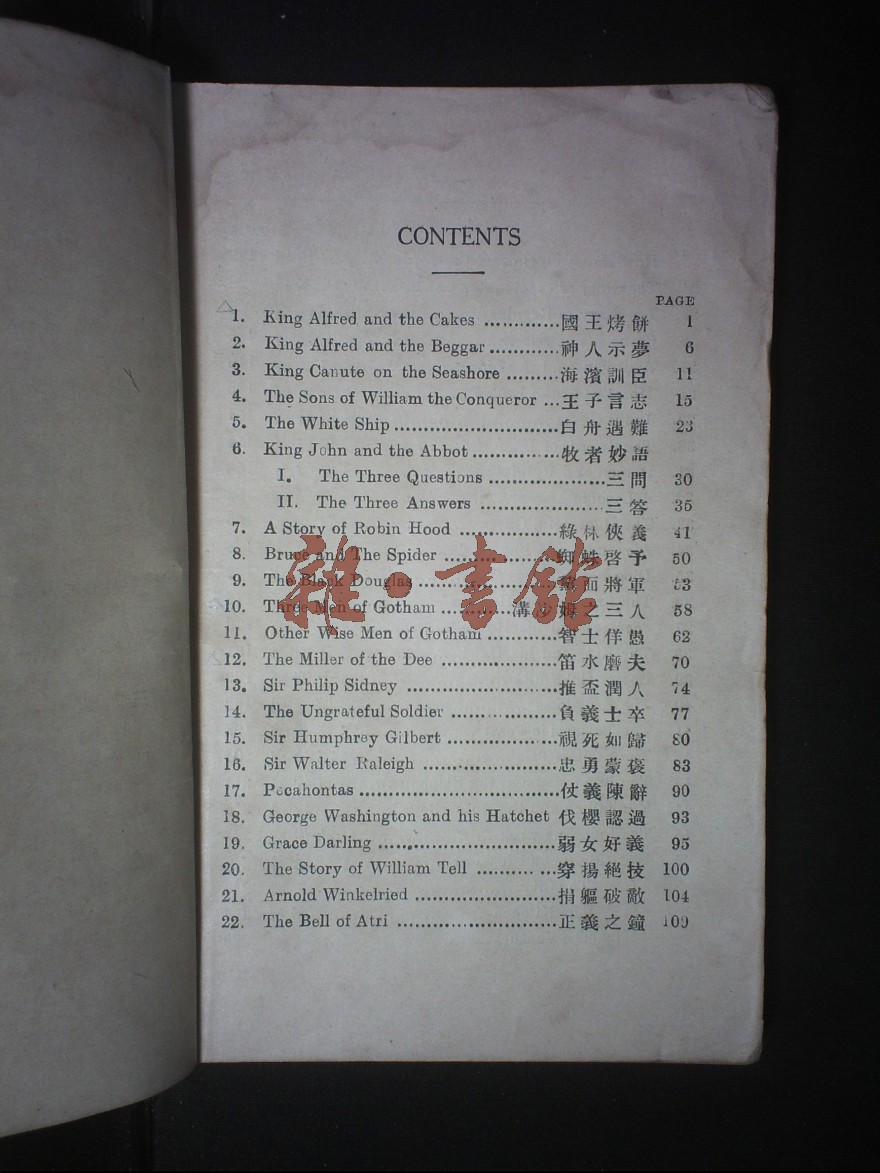 CONTENTS
PAGE
1. King Alfred and the Cakes ............. 國王烤餅 1
2. King Alfred and the Beggar ............ 神人示夢 6
3. King Canute on the Seashore ......... 海濱訓臣 11
4. The Sons of William the Conqueror ... 王子言志 15
5. The White Ship ............................ 白舟遇難 23
6. King John and the Abbot ............... 牧者妙語
I. The Three Questions ..................... 三問 30
II. The Three Answers ...................... 三答 35
7. A Story of Robin Hood .................. 綠林俠義 41
8. Bruce and The Spider .................... 蜘蛛啓予 50
9. The Black Douglas ........................ 黧面將軍 53
10. Three Men of Gotham ............ 姆之三人 58
11. Other Wise Men of Gotham ............ 智士佯愚 62
12. The Miller of the Dee .................... 笛水磨夫 70
13. Sir Philip Sidney .......................... 推盃潤人 74
14. The Ungrateful Soldier .................. 負義士卒 77
15. Sir Humphrey Gilbert ................... 視死如歸 80
16. Sir Walter Raleigh ....................... 忠勇蒙褒 83
17. Pocahontas .................................. 仗義陳辭 90
18. George Washington and his Hatchet 伐櫻認過 93
19. Grace Darling .............................. 弱女好義 95
20. The Story of William Tell .............. 穿揚絕技 100
21. Arnold Winkelried ........................ 捐軀破敵 104
22. The Bell of Atri ........................... 正義之鐘 109
雜·書館